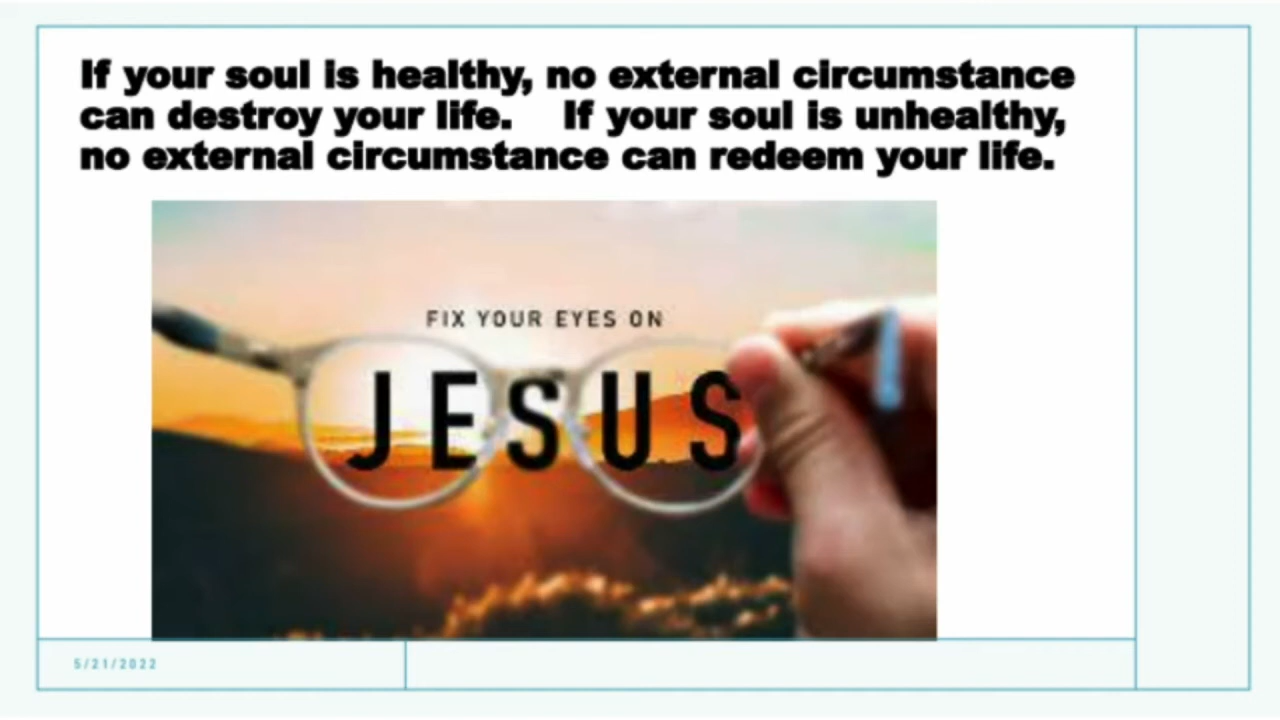 If your soul is healthy, no external circumstance
can destroy your life. If your soul is unhealthy,
no external circumstance can redeem your life.
FIX YOUR EYES ON
JESUS
5/21/2022